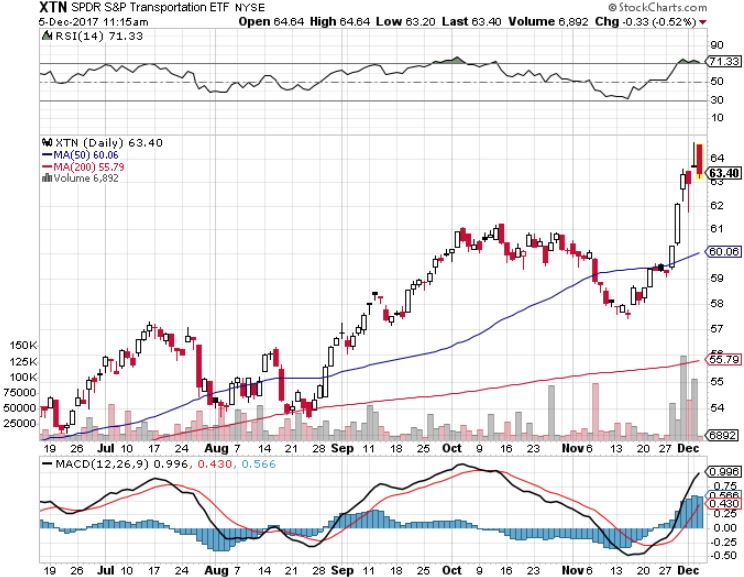 XTN SPDR S&P Transportation ETF NYSE © StockCharts.com
5-Dec-2017 11:15am Open 64.64 High 64.64 Low 63.20 Last 63.40 Volume 6,892 Chg -0.33 (-0.52%)
RSI(14) 71.33
90
71.33
50
30
10
XTN (Daily) 63.40
MA(50) 60.06
MA(200) 55.79
Volume 6,892
64
63.40
63
62
61
60.06
59
58
57
55.79
55
54
6892
150K
125K
100K
75000
50000
25000
19 26 Jul 10 17 24 Aug 7 14 21 28 Sep 11 18 25 Oct 9 16 23 Nov 6 13 20 27 Dec
MACD(12,26,9) 0.996, 0.430, 0.566
0.996
0.75
0.566
0.430
0.25
0.00
-0.25
-0.50
19 26 Jul 10 17 24 Aug 7 14 21 28 Sep 11 18 25 Oct 9 16 23 Nov 6 13 20 27 Dec